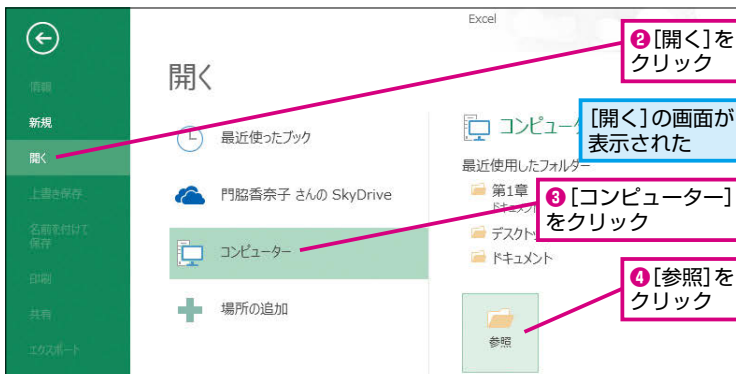 Excel
情報
新規
開く
上書き保存
名前を付けて
保存
印刷
共有
エクスポート
開く
最近使ったブック
門脇香奈子 さんの SkyDrive
コンピューター
場所の追加
コンピュー
最近使用したフォルダー
第1章
デスクト
ドキュメント
参照
❷[開く]を
クリック
[開く]の画面が
表示された
❸[コンピューター]
をクリック
❹[参照]を
クリック